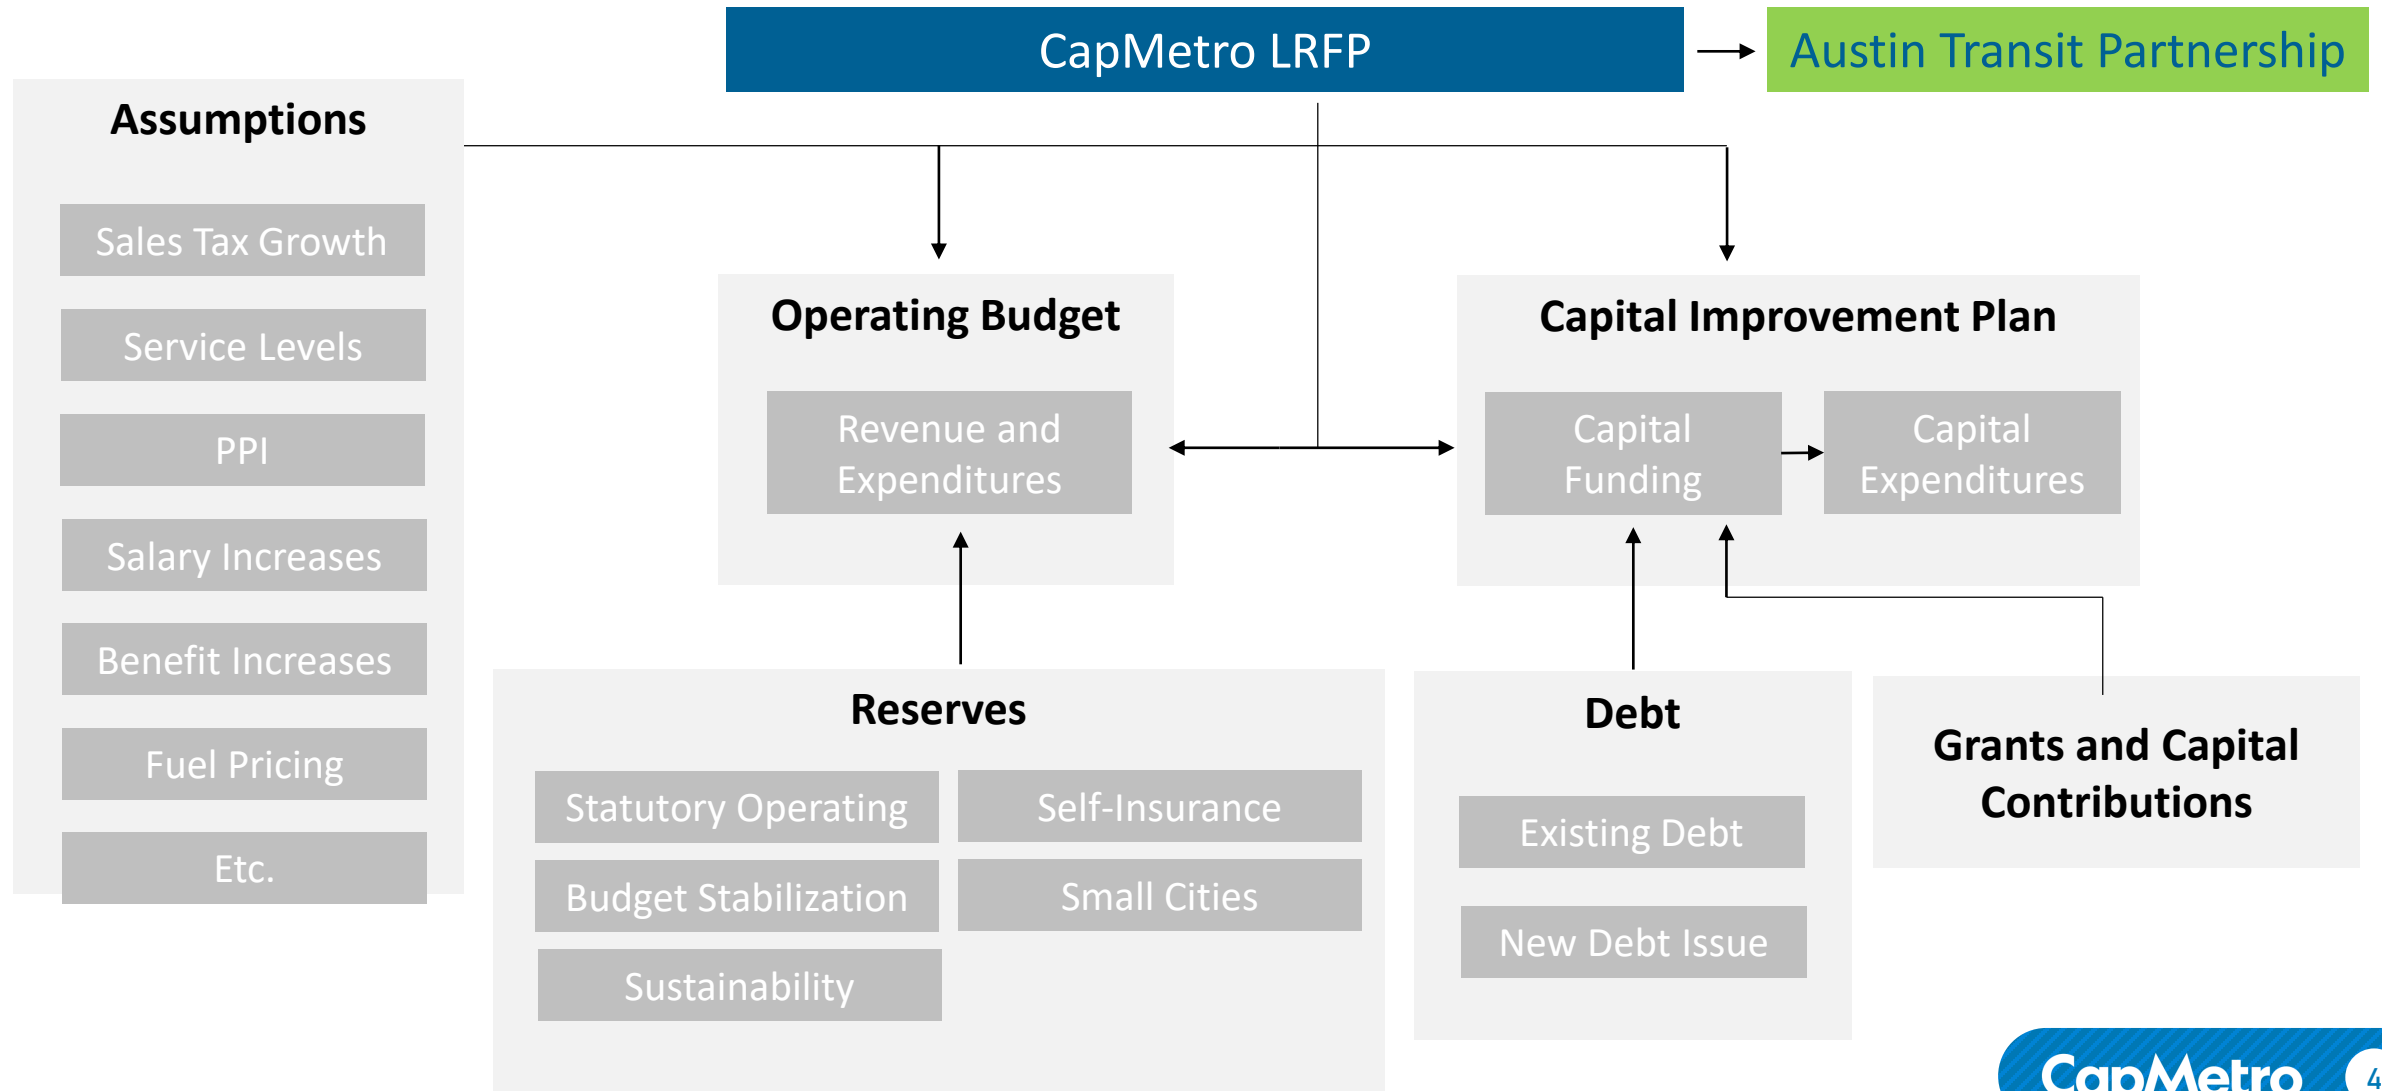 CapMetro LRFP
Austin Transit Partnership
Assumptions
Sales Tax Growth
Service Levels
PPI
Salary Increases
Benefit Increases
Fuel Pricing
Etc.
Operating Budget
Revenue and
Expenditures
Capital Improvement Plan
Capital
Funding
Capital
Expenditures
Reserves
Statutory Operating
Self-Insurance
Budget Stabilization
Small Cities
Sustainability
Debt
Existing Debt
New Debt Issue
Grants and Capital
Contributions
CapMetro
4